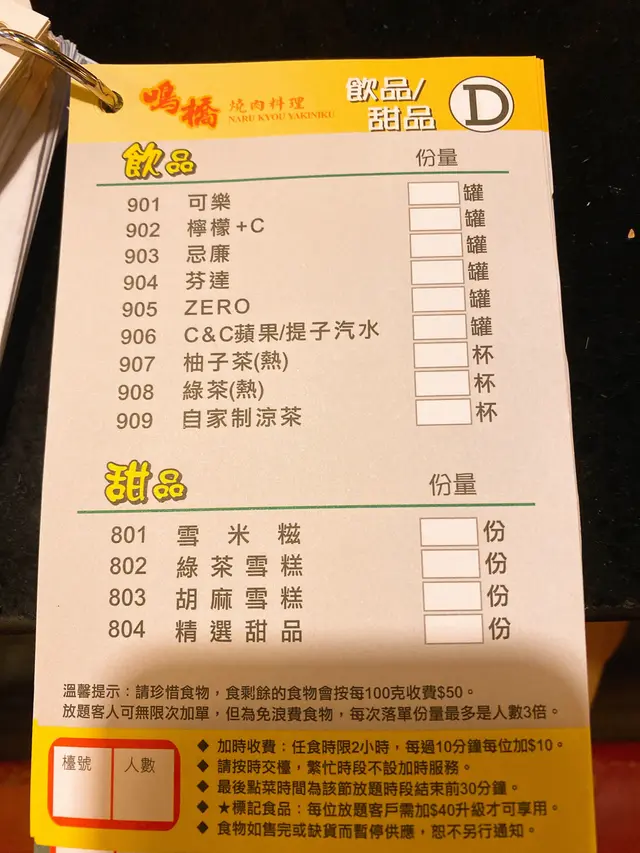 鳴橋 燒肉料理
NARU KYOU YAKINIKU
飲品/
甜品
D
飲品 份量
901 可樂 罐
902 檸檬+C 罐
903 忌廉 罐
904 芬達 罐
905 ZERO 罐
906 C&C蘋果/提子汽水 罐
907 柚子茶(熱) 杯
908 綠茶(熱) 杯
909 自家制涼茶 杯
甜品 份量
801 雪米糍 份
802 綠茶雪糕 份
803 胡麻雪糕 份
804 精選甜品 份
溫馨提示：請珍惜食物，食剩餘的食物會按每100克收費$50。
放題客人可無限次加單，但為免浪費食物，每次落單份量最多是人數3倍。
檯號 人數
◆ 加時收費：任食時限2小時，每過10分鐘每位加$10。
◆ 請按時交檯，繁忙時段不設加時服務。
◆ 最後點菜時間為該節放題時段結束前30分鐘。
◆ ★標記食品：每位放題客戶需加$40升級才可享用。
◆ 食物如售完或缺貨而暫停供應，恕不另行通知。